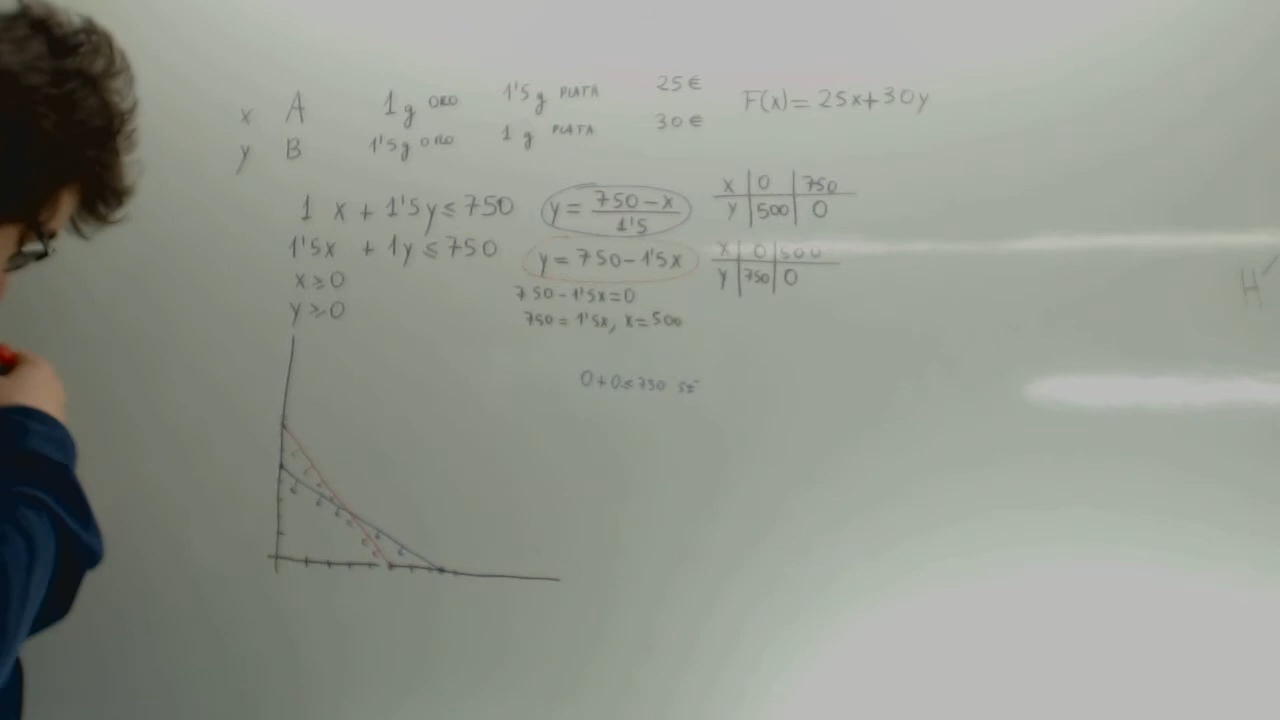 x A 1g ORO 1'5g PLATA 25€ F(x)= 25x+30y
y B 1'5g ORO 1g PLATA 30€
1 x + 1'5y ≤ 750 y = 750-x / 1'5 x | 0 | 750
y | 500 | 0
1'5x + 1y ≤ 750 y = 750-1'5x x | 0 | 500
y | 750 | 0
x ≥ 0 750-1'5x=0
y ≥ 0 750 = 1'5x, x=500
0+0≤750 sí
H